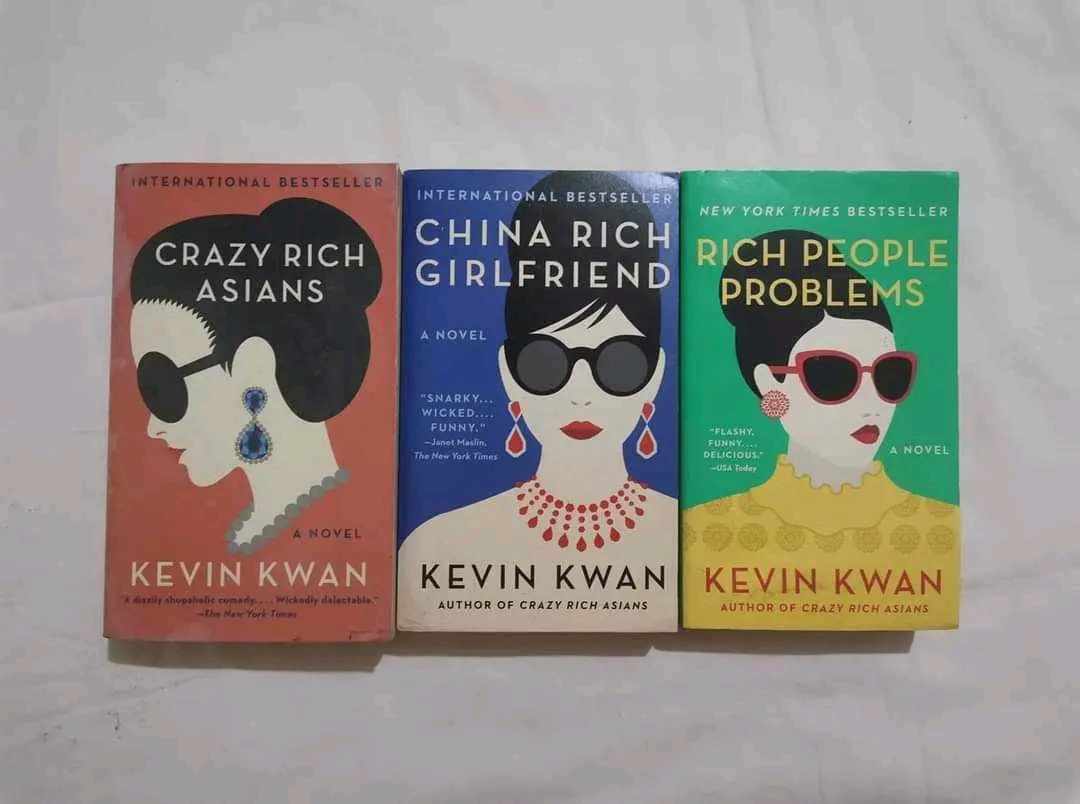 INTERNATIONAL BESTSELLER
CRAZY RICH
ASIANS
A NOVEL
KEVIN KWAN
"A dizzily shopaholic comedy.... Wickedly delectable."
—The New York Times
INTERNATIONAL BESTSELLER
CHINA RICH
GIRLFRIEND
A NOVEL
"SNARKY...
WICKED....
FUNNY."
—Janet Maslin,
The New York Times
KEVIN KWAN
AUTHOR OF CRAZY RICH ASIANS
NEW YORK TIMES BESTSELLER
RICH PEOPLE
PROBLEMS
"FLASHY,
FUNNY....
DELICIOUS."
—USA Today
A NOVEL
KEVIN KWAN
AUTHOR OF CRAZY RICH ASIANS